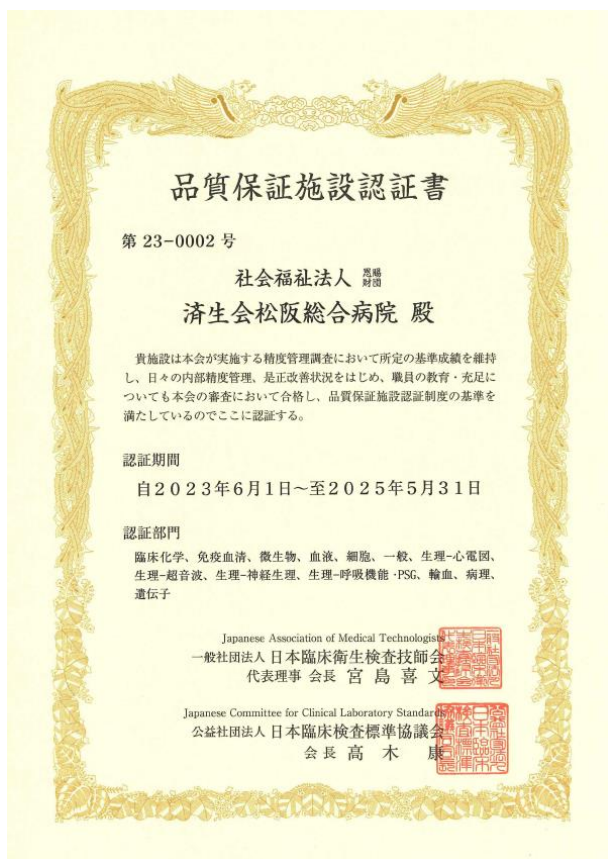 品質保証施設認証書
第 23-0002 号
社会福祉法人 恩賜財団
済生会松阪総合病院 殿
貴施設は本会が実施する精度管理調査において所定の基準成績を維持
し、日々の内部精度管理、是正改善状況をはじめ、職員の教育・充足に
ついても本会の審査において合格し、品質保証施設認証制度の基準を
満たしているのでここに認証する。
認証期間
自2023年6月1日～至2025年5月31日
認証部門
臨床化学、免疫血清、微生物、血液、細胞、一般、生理-心電図、
生理-超音波、生理-神経生理、生理-呼吸機能・PSG、輸血、病理、
遺伝子
Japanese Association of Medical Technologists
一般社団法人 日本臨床衛生検査技師会
代表理事 会長 宮島喜文
Japanese Committee for Clinical Laboratory Standards
公益社団法人 日本臨床検査標準協議会
会長 高木 康